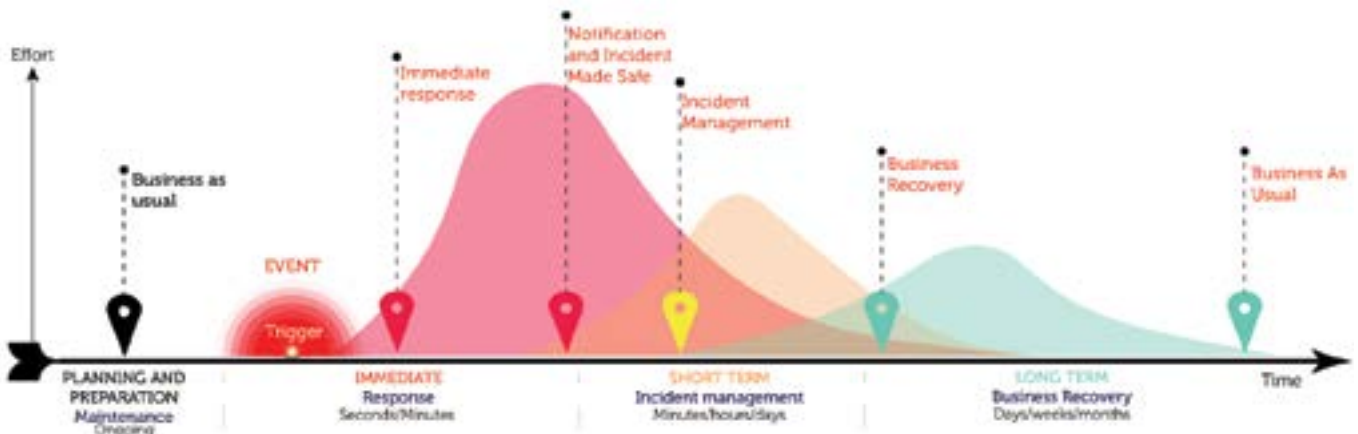 Effort
Business as
usual
EVENT
Trigger
Immediate
response
Notification
and Incident
Made Safe
Incident
Management
Business
Recovery
Business As
Usual
PLANNING AND
PREPARATION
Maintenance
Ongoing
IMMEDIATE
Response
Seconds/Minutes
SHORT TERM
Incident management
Minutes/hours/days
LONG TERM
Business Recovery
Days/weeks/months
Time